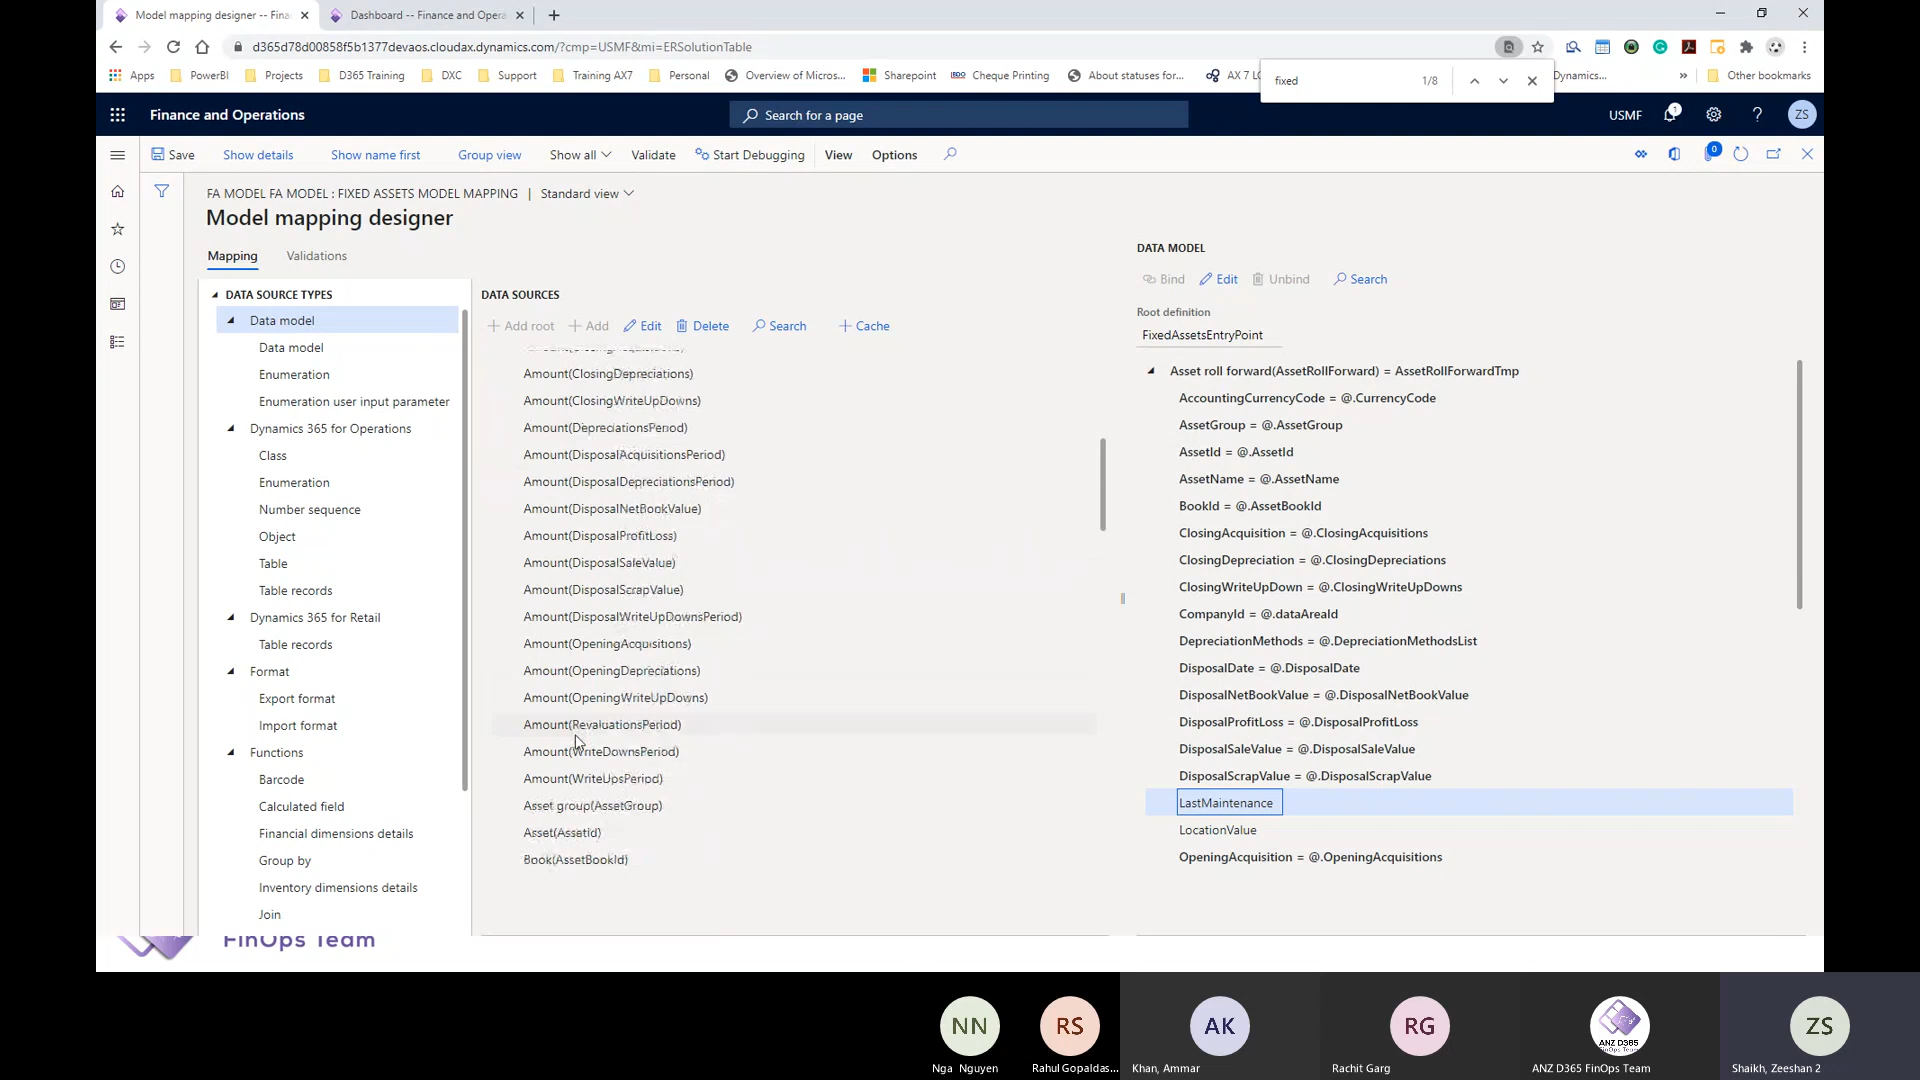 Model mapping designer -- Fina
Dashboard -- Finance and Opera
d365d78d00858f5b1377devaos.cloudax.dynamics.com/?cmp=USMF&mi=ERSolutionTable
Apps PowerBI Projects D365 Training DXC Support Training AX7 Personal Overview of Micros... Sharepoint Cheque Printing About statuses for... AX 7 LC Dynamics... » Other bookmarks
fixed 1/8
Finance and Operations
Search for a page
USMF 1 ? ZS
Save Show details Show name first Group view Show all Validate Start Debugging View Options 0
FA MODEL FA MODEL : FIXED ASSETS MODEL MAPPING | Standard view
Model mapping designer
Mapping Validations
DATA SOURCE TYPES
Data model
Data model
Enumeration
Enumeration user input parameter
Dynamics 365 for Operations
Class
Enumeration
Number sequence
Object
Table
Table records
Dynamics 365 for Retail
Table records
Format
Export format
Import format
Functions
Barcode
Calculated field
Financial dimensions details
Group by
Inventory dimensions details
Join
DATA SOURCES
Add root Add Edit Delete Search Cache
Amount(ClosingDepreciations)
Amount(ClosingWriteUpDowns)
Amount(DepreciationsPeriod)
Amount(DisposalAcquisitionsPeriod)
Amount(DisposalDepreciationsPeriod)
Amount(DisposalNetBookValue)
Amount(DisposalProfitLoss)
Amount(DisposalSaleValue)
Amount(DisposalScrapValue)
Amount(DisposalWriteUpDownsPeriod)
Amount(OpeningAcquisitions)
Amount(OpeningDepreciations)
Amount(OpeningWriteUpDowns)
Amount(RevaluationsPeriod)
Amount(WriteDownsPeriod)
Amount(WriteUpsPeriod)
Asset group(AssetGroup)
Asset(AssetId)
Book(AssetBookId)
DATA MODEL
Bind Edit Unbind Search
Root definition
FixedAssetsEntryPoint
Asset roll forward(AssetRollForward) = AssetRollForwardTmp
AccountingCurrencyCode = @.CurrencyCode
AssetGroup = @.AssetGroup
AssetId = @.AssetId
AssetName = @.AssetName
BookId = @.AssetBookId
ClosingAcquisition = @.ClosingAcquisitions
ClosingDepreciation = @.ClosingDepreciations
ClosingWriteUpDown = @.ClosingWriteUpDowns
CompanyId = @.dataAreaId
DepreciationMethods = @.DepreciationMethodsList
DisposalDate = @.DisposalDate
DisposalNetBookValue = @.DisposalNetBookValue
DisposalProfitLoss = @.DisposalProfitLoss
DisposalSaleValue = @.DisposalSaleValue
DisposalScrapValue = @.DisposalScrapValue
LastMaintenance
LocationValue
OpeningAcquisition = @.OpeningAcquisitions
FinOps Team
NN RS AK RG ANZ D365 FinOps Team ZS
Nga Nguyen Rahul Gopaldas... Khan, Ammar Rachit Garg ANZ D365 FinOps Team Shaikh, Zeeshan 2